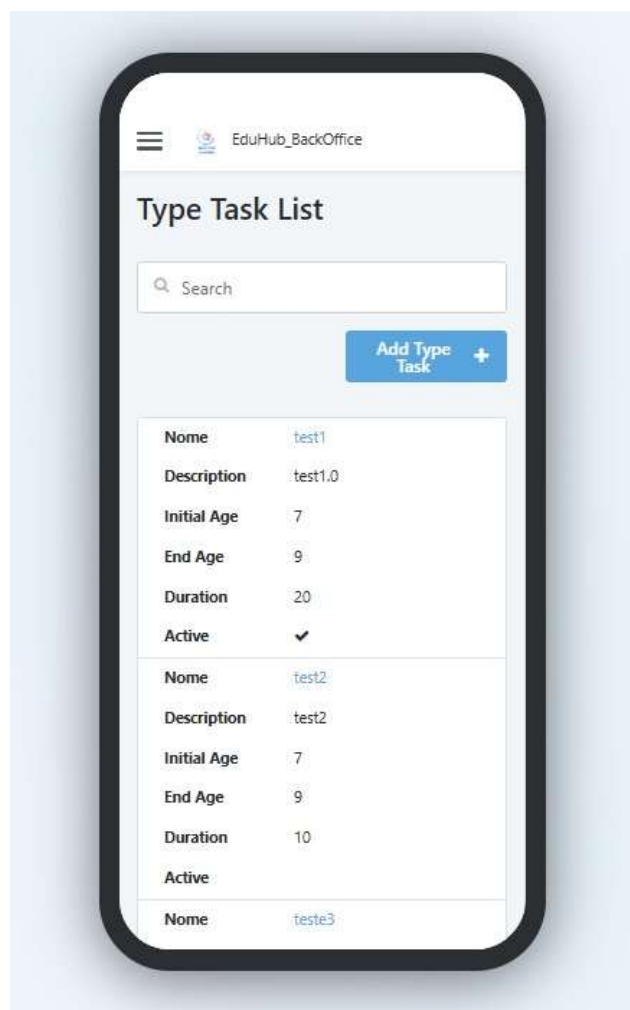 EduHub_BackOffice
Type Task List
Search
Add Type
Task
Nome test1
Description test1.0
Initial Age 7
End Age 9
Duration 20
Active ✔
Nome test2
Description test2
Initial Age 7
End Age 9
Duration 10
Active
Nome teste3